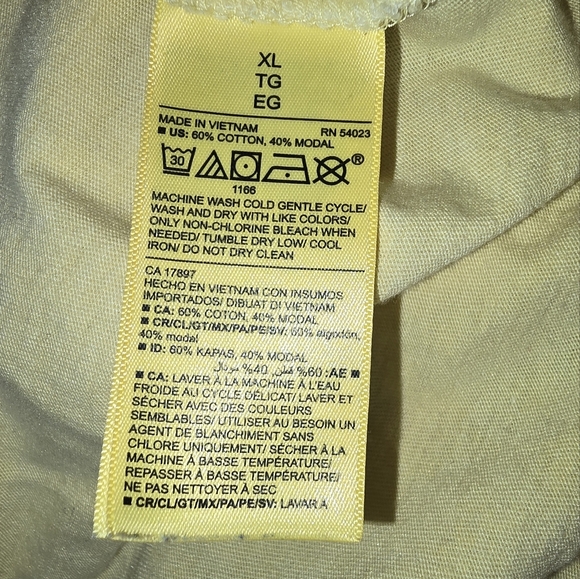 XL
TG
EG
MADE IN VIETNAM RN 54023
■ US: 60% COTTON, 40% MODAL
30 ®
1166
MACHINE WASH COLD GENTLE CYCLE/
WASH AND DRY WITH LIKE COLORS/
ONLY NON-CHLORINE BLEACH WHEN
NEEDED/ TUMBLE DRY LOW/ COOL
IRON/ DO NOT DRY CLEAN
CA 17897
HECHO EN VIETNAM CON INSUMOS
IMPORTADOS/ DIBUAT DI VIETNAM
■ CA: 60% COTON, 40% MODAL
■ CR/CL/GT/MX/PA/PE/SV: 60% algodón,
40% modal
■ ID: 60% KAPAS, 40% MODAL
■ AE: 60% قطن, 40% مودال
■ CA: LAVER À LA MACHINE À L'EAU
FROIDE AU CYCLE DÉLICAT/ LAVER ET
SÉCHER AVEC DES COULEURS
SEMBLABLES/ UTILISER AU BESOIN UN
AGENT DE BLANCHIMENT SANS
CHLORE UNIQUEMENT/ SÉCHER À LA
MACHINE À BASSE TEMPÉRATURE/
REPASSER À BASSE TEMPÉRATURE/
NE PAS NETTOYER À SEC
■ CR/CL/GT/MX/PA/PE/SV: LAVAR A